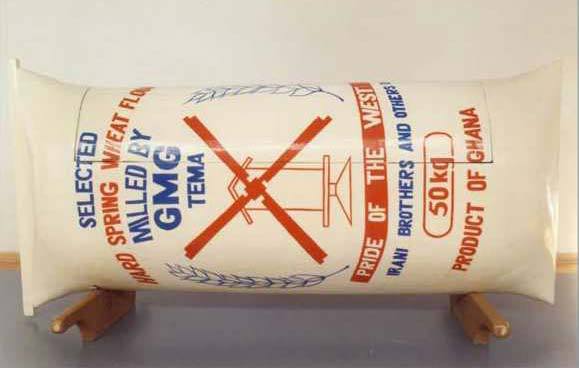 SELECTED
HARD SPRING WHEAT FLOU
MILLED BY
GMG
TEMA
PRIDE OF THE WEST
IRANI BROTHERS AND OTHERS
50kg
PRODUCT OF GHANA